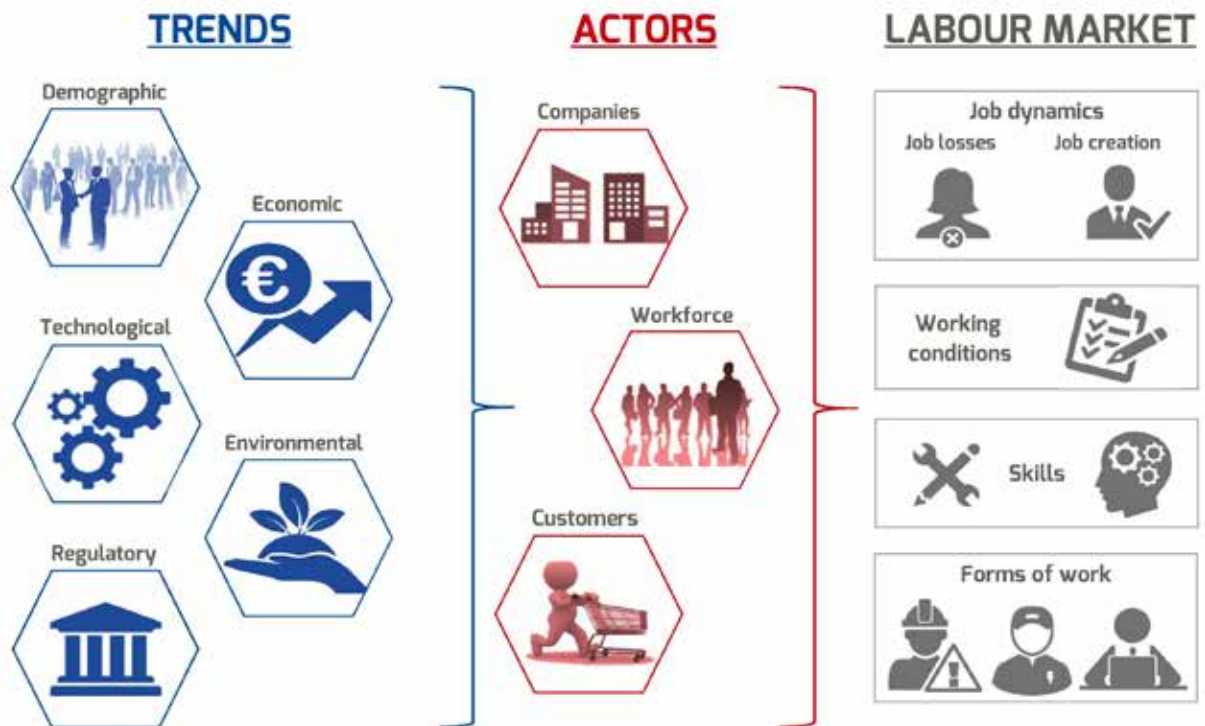 TRENDS
Demographic
Economic
€
Technological
Environmental
Regulatory
ACTORS
Companies
Workforce
Customers
LABOUR MARKET
Job dynamics
Job losses
Job creation
Working
conditions
Skills
Forms of work